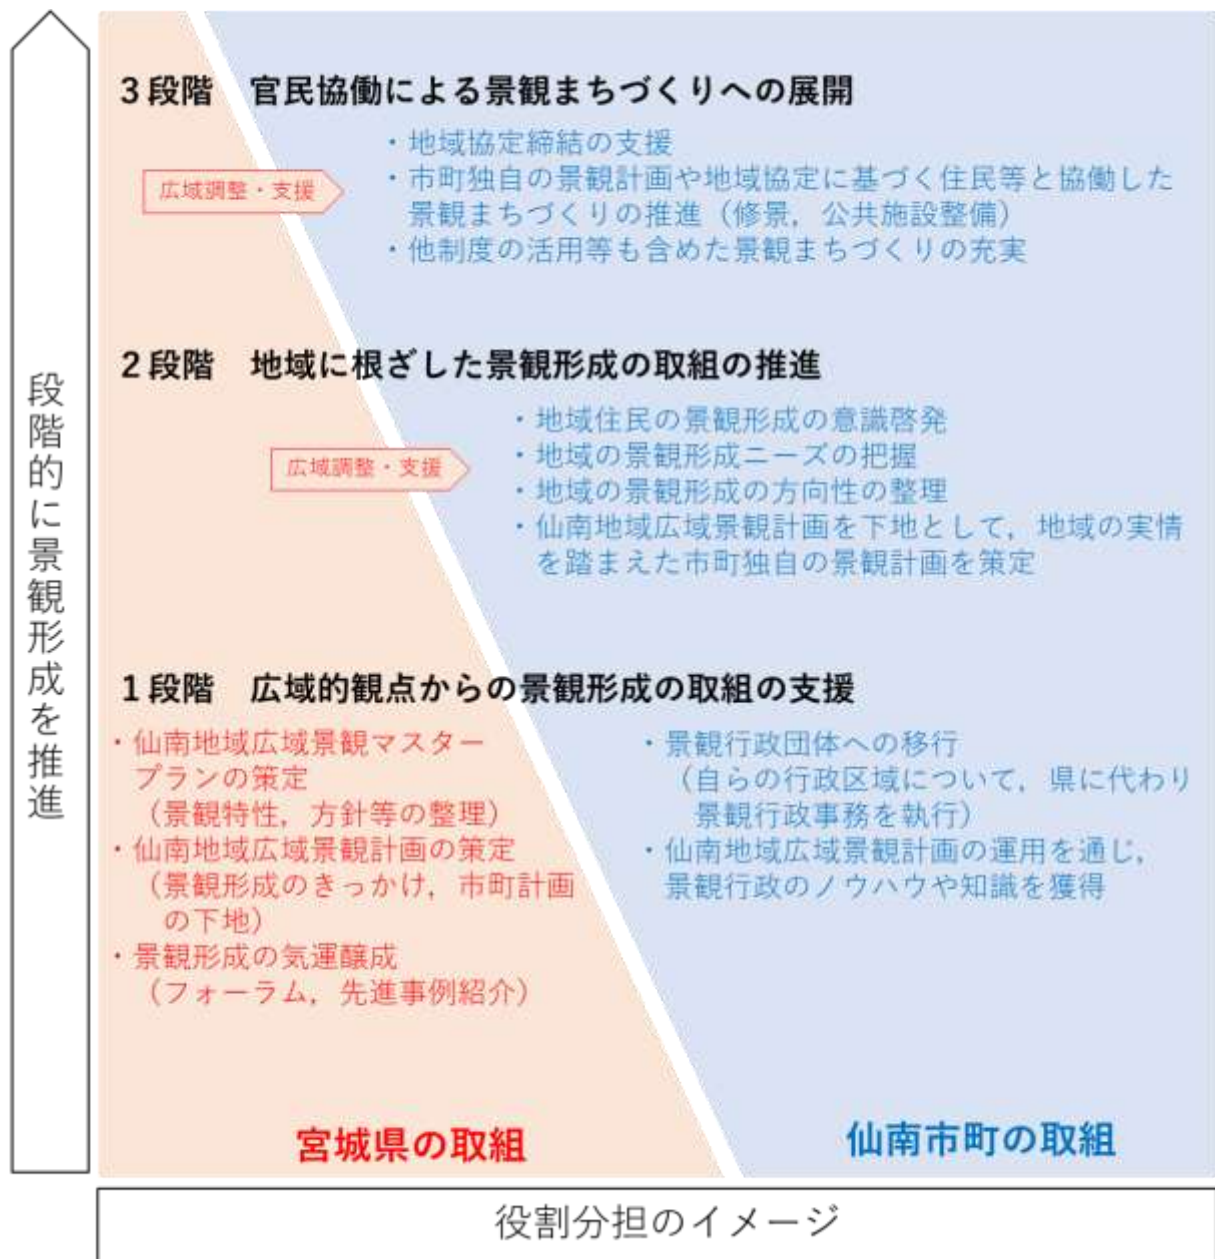 段階的に景観形成を推進
3段階　官民協働による景観まちづくりへの展開
広域調整・支援
・地域協定締結の支援
・市町独自の景観計画や地域協定に基づく住民等と協働した
景観まちづくりの推進（修景，公共施設整備）
・他制度の活用等も含めた景観まちづくりの充実
2段階　地域に根ざした景観形成の取組の推進
広域調整・支援
・地域住民の景観形成の意識啓発
・地域の景観形成ニーズの把握
・地域の景観形成の方向性の整理
・仙南地域広域景観計画を下地として，地域の実情
を踏まえた市町独自の景観計画を策定
1段階　広域的観点からの景観形成の取組の支援
・仙南地域広域景観マスター
プランの策定
（景観特性，方針等の整理）
・仙南地域広域景観計画の策定
（景観形成のきっかけ，市町計画
の下地）
・景観形成の気運醸成
（フォーラム，先進事例紹介）
・景観行政団体への移行
（自らの行政区域について，県に代わり
景観行政事務を執行）
・仙南地域広域景観計画の運用を通じ，
景観行政のノウハウや知識を獲得
宮城県の取組
仙南市町の取組
役割分担のイメージ